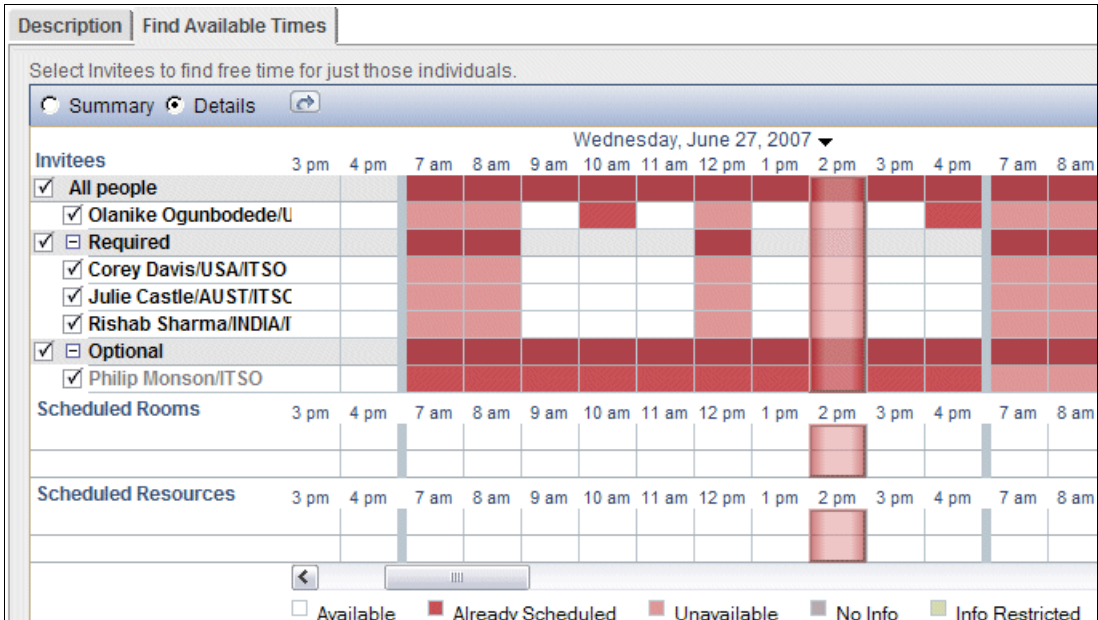 Description Find Available Times
Select Invitees to find free time for just those individuals.
Summary Details
Wednesday, June 27, 2007
Invitees 3 pm 4 pm 7 am 8 am 9 am 10 am 11 am 12 pm 1 pm 2 pm 3 pm 4 pm 7 am 8 am
All people
Olanike Ogunbodede/U
Required
Corey Davis/USA/ITSO
Julie Castle/AUST/ITSC
Rishab Sharma/INDIA/I
Optional
Philip Monson/ITSO
Scheduled Rooms 3 pm 4 pm 7 am 8 am 9 am 10 am 11 am 12 pm 1 pm 2 pm 3 pm 4 pm 7 am 8 am
Scheduled Resources 3 pm 4 pm 7 am 8 am 9 am 10 am 11 am 12 pm 1 pm 2 pm 3 pm 4 pm 7 am 8 am
Available Already Scheduled Unavailable No Info Info Restricted